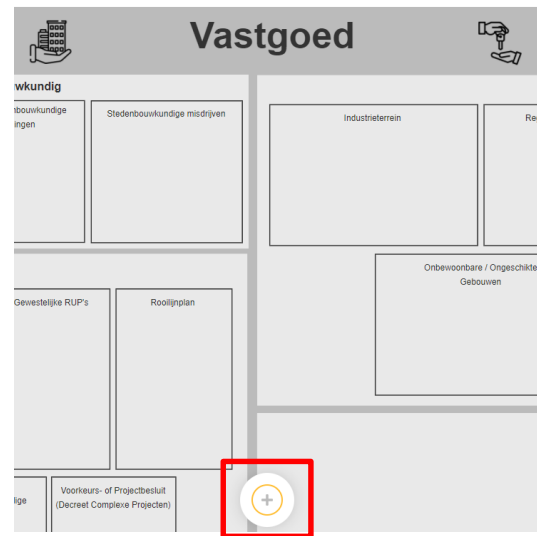 Vastgoed
wkundig
nbouwkundige
ingen
Stedenbouwkundige misdrijven
Industrieterrein
Re
Onbewoonbare / Ongeschikte
Gebouwen
Gewestelijke RUP's
Rooilijnplan
lige
Voorkeurs- of Projectbesluit
(Decreet Complexe Projecten)